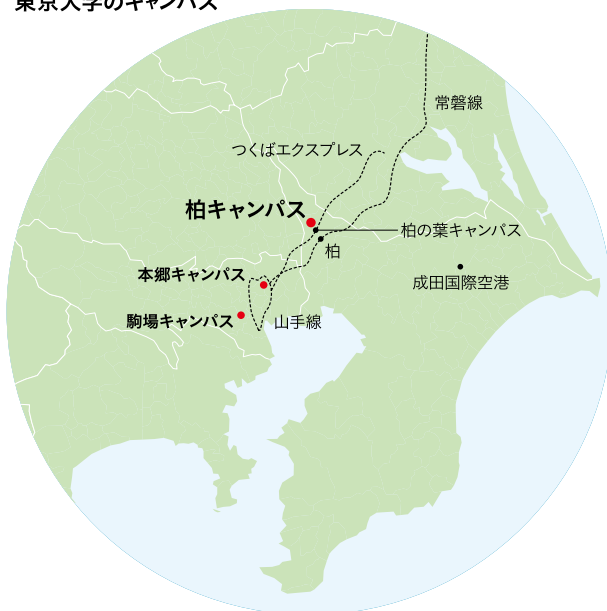 東京大学のキャンパス
常磐線
つくばエクスプレス
柏キャンパス
柏の葉キャンパス
柏
本郷キャンパス
成田国際空港
駒場キャンパス
山手線